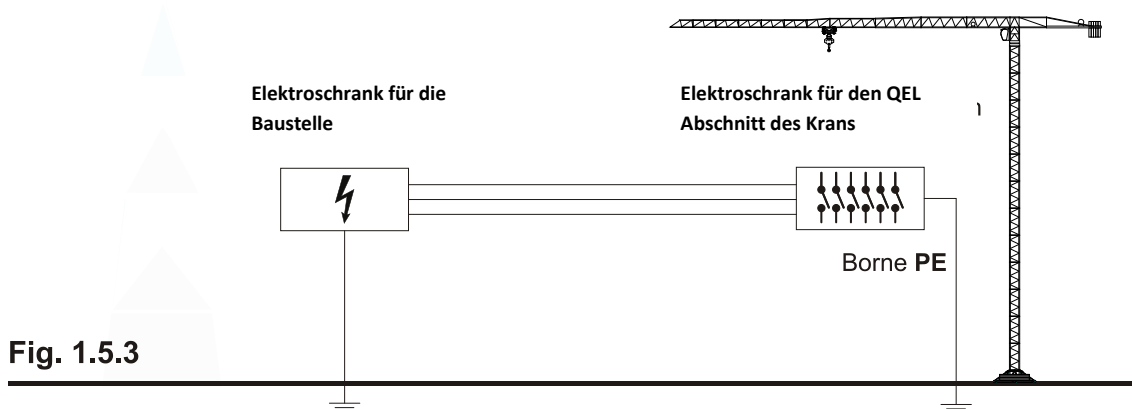 Elektroschrank für die
Baustelle
Elektroschrank für den QEL
Abschnitt des Krans
Borne PE
Fig. 1.5.3